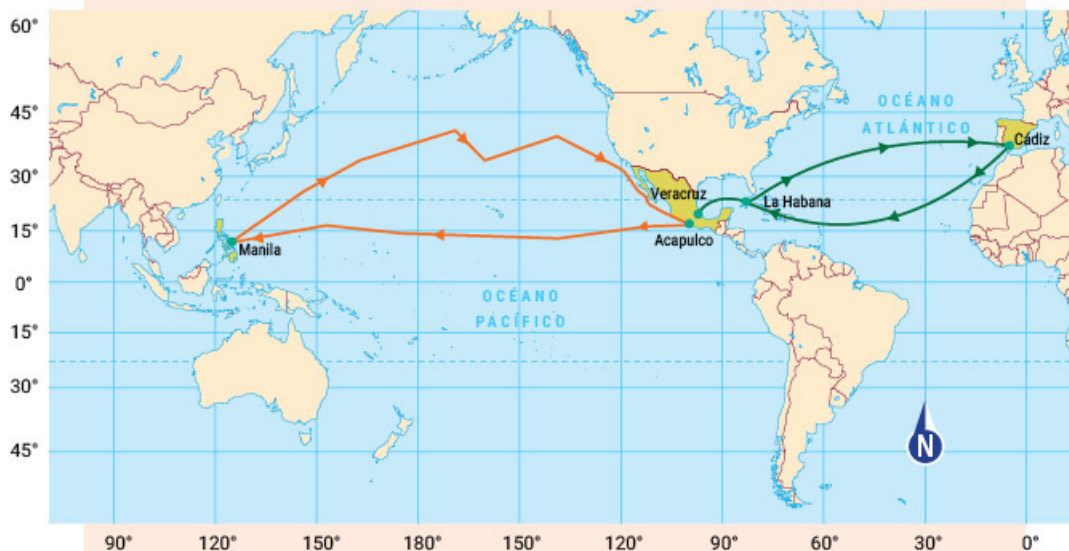 60°
45°
30°
15°
0°
15°
30°
45°
OCÉANO
ATLÁNTICO
Cádiz
Veracruz
La Habana
Acapulco
Manila
OCÉANO
PACÍFICO
N
90° 120° 150° 180° 150° 120° 90° 60° 30° 0°